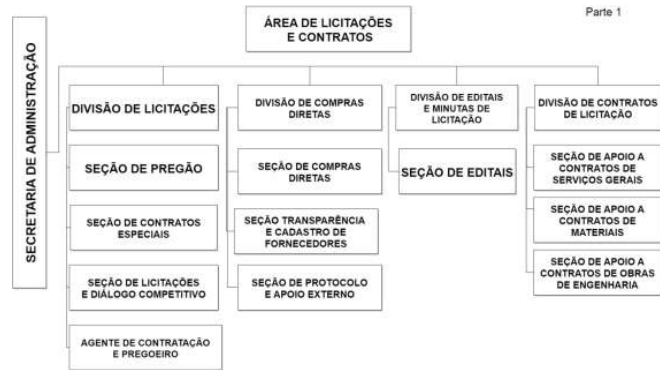 Parte 1
ÁREA DE LICITAÇÕES
E CONTRATOS
SECRETARIA DE ADMINISTRAÇÃO
DIVISÃO DE LICITAÇÕES
SEÇÃO DE PREGÃO
SEÇÃO DE CONTRATOS
ESPECIAIS
SEÇÃO DE LICITAÇÕES
E DIÁLOGO COMPETITIVO
AGENTE DE CONTRATAÇÃO
E PREGOEIRO
DIVISÃO DE COMPRAS
DIRETAS
SEÇÃO DE COMPRAS
DIRETAS
SEÇÃO TRANSPARÊNCIA
E CADASTRO DE
FORNECEDORES
SEÇÃO DE PROTOCOLO
E APOIO EXTERNO
DIVISÃO DE EDITAIS
E MINUTAS DE
LICITAÇÃO
SEÇÃO DE EDITAIS
DIVISÃO DE CONTRATOS
DE LICITAÇÃO
SEÇÃO DE APOIO A
CONTRATOS DE
SERVIÇOS GERAIS
SEÇÃO DE APOIO A
CONTRATOS DE
MATERIAIS
SEÇÃO DE APOIO A
CONTRATOS DE OBRAS
DE ENGENHARIA